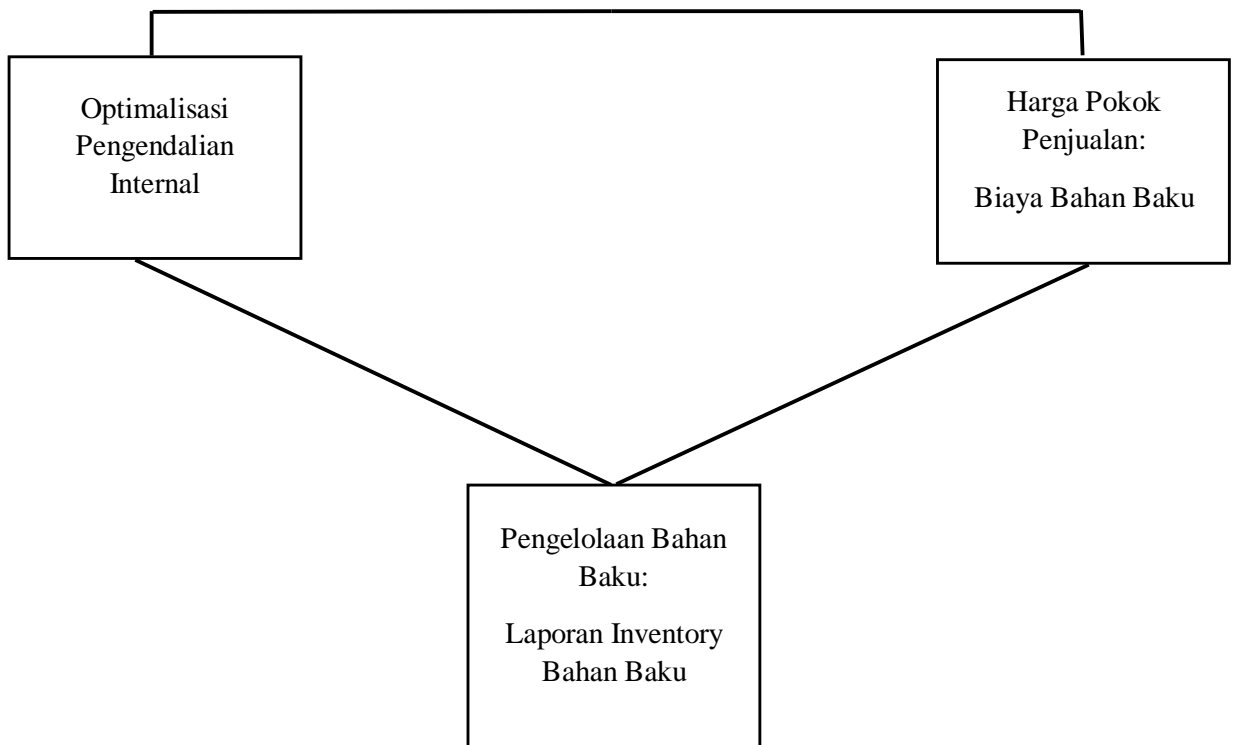 Optimalisasi
Pengendalian
Internal
Harga Pokok
Penjualan:
Biaya Bahan Baku
Pengelolaan Bahan
Baku:
Laporan Inventory
Bahan Baku